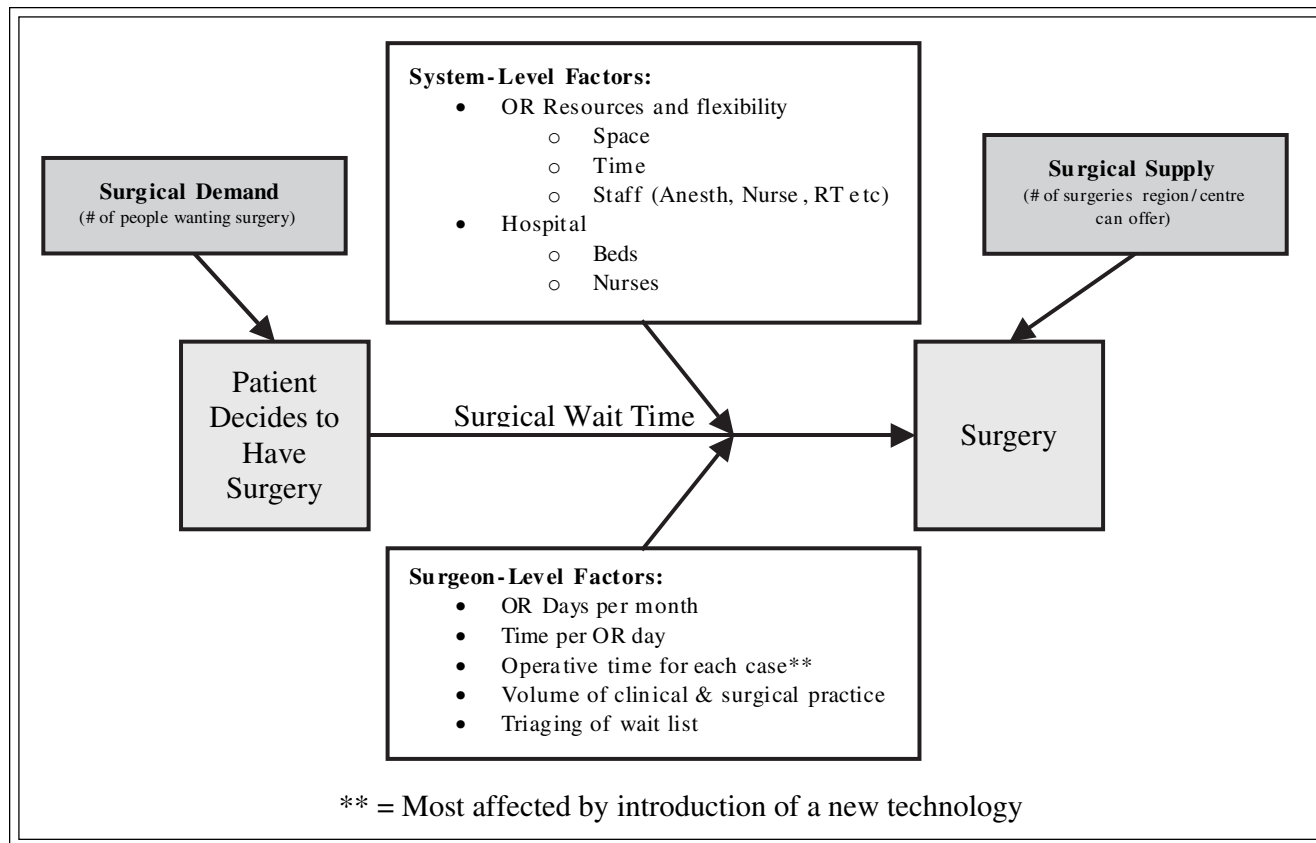 System-Level Factors:
• OR Resources and flexibility
o Space
o Time
o Staff (Anesth, Nurse, RT etc)
• Hospital
o Beds
o Nurses
Surgical Demand
(# of people wanting surgery)
Surgical Supply
(# of surgeries region/centre
can offer)
Patient
Decides to
Have
Surgery
Surgical Wait Time
Surgery
Surgeon-Level Factors:
• OR Days per month
• Time per OR day
• Operative time for each case**
• Volume of clinical & surgical practice
• Triaging of wait list
** = Most affected by introduction of a new technology